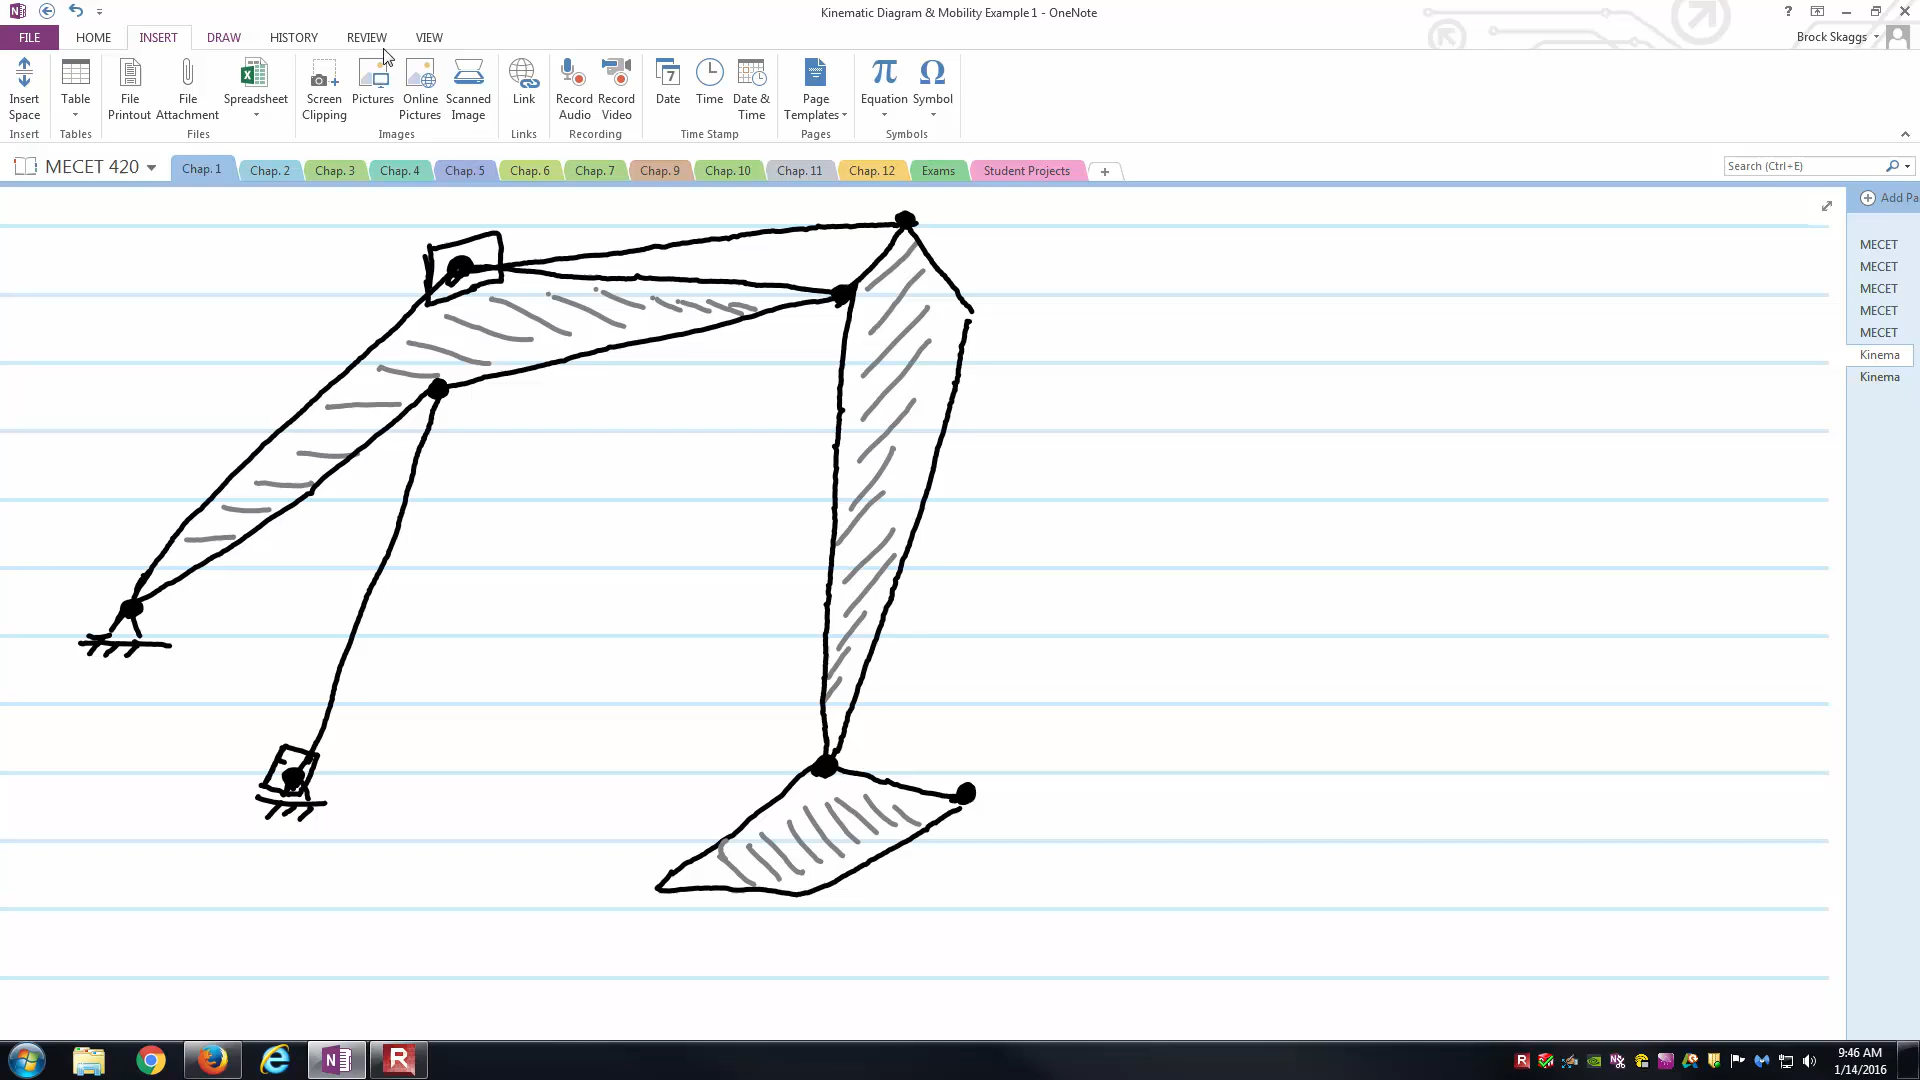 Kinematic Diagram & Mobility Example 1 - OneNote
FILE HOME INSERT DRAW HISTORY REVIEW VIEW
Brock Skaggs
Insert Space
Table
File Printout
File Attachment
Spreadsheet
Screen Clipping
Pictures
Online Pictures
Scanned Image
Link
Record Audio
Record Video
Date
Time
Date & Time
Page Templates
Equation
Symbol
Insert Tables Files Images Links Recording Time Stamp Pages Symbols
MECET 420
Chap. 1 Chap. 2 Chap. 3 Chap. 4 Chap. 5 Chap. 6 Chap. 7 Chap. 9 Chap. 10 Chap. 11 Chap. 12 Exams Student Projects
Search (Ctrl+E)
Add Pa
MECET
MECET
MECET
MECET
MECET
Kinema
Kinema
9:46 AM
1/14/2016